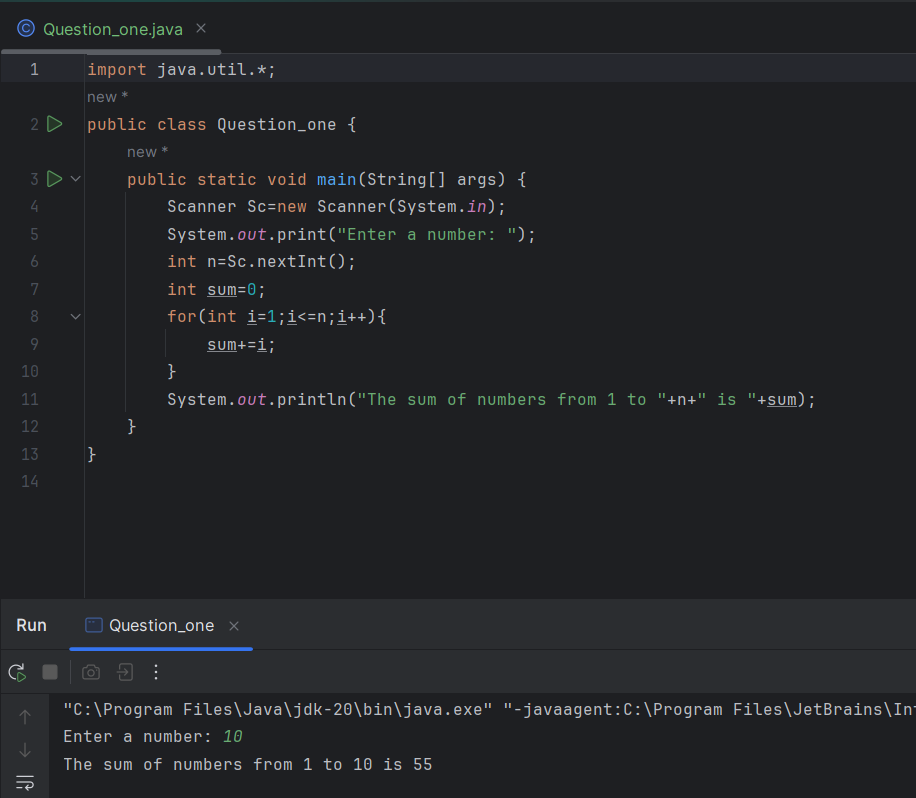 Question_one.java
1 import java.util.*;
new *
2 public class Question_one {
new *
3 public static void main(String[] args) {
4 Scanner Sc=new Scanner(System.in);
5 System.out.print("Enter a number: ");
6 int n=Sc.nextInt();
7 int sum=0;
8 for(int i=1;i<=n;i++){
9 sum+=i;
10 }
11 System.out.println("The sum of numbers from 1 to "+n+" is "+sum);
12 }
13 }
14
Run Question_one
"C:\Program Files\Java\jdk-20\bin\java.exe" "-javaagent:C:\Program Files\JetBrains\Int
Enter a number: 10
The sum of numbers from 1 to 10 is 55